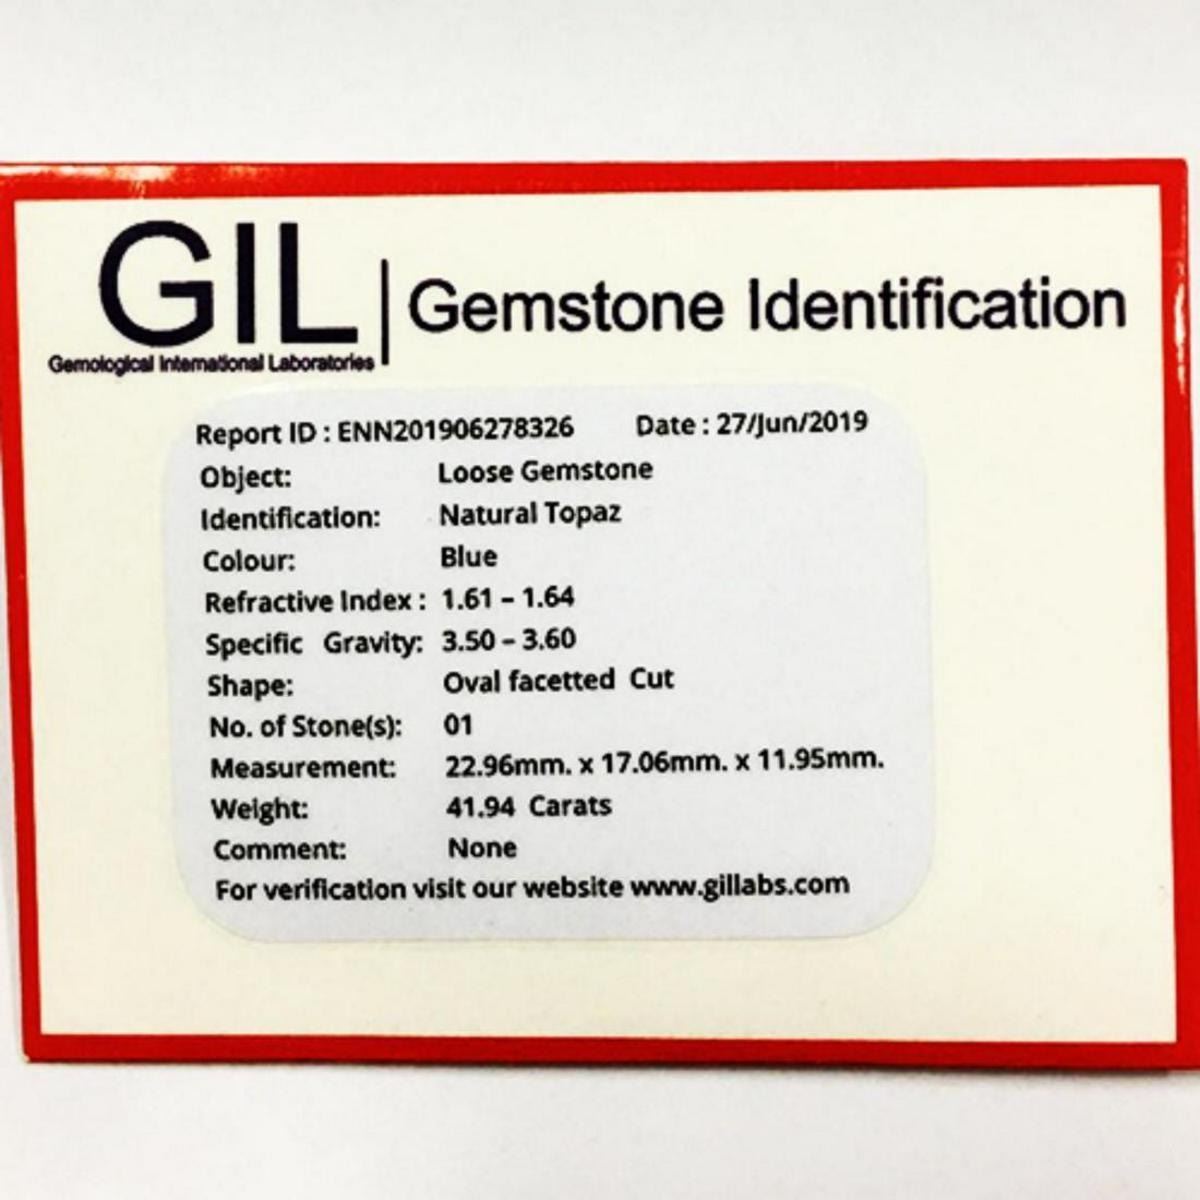 GIL
Gemological International Laboratories
Gemstone Identification
Report ID : ENN201906278326 Date : 27/Jun/2019
Object: Loose Gemstone
Identification: Natural Topaz
Colour: Blue
Refractive Index : 1.61 – 1.64
Specific Gravity: 3.50 – 3.60
Shape: Oval facetted Cut
No. of Stone(s): 01
Measurement: 22.96mm. x 17.06mm. x 11.95mm.
Weight: 41.94 Carats
Comment: None
For verification visit our website www.gillabs.com